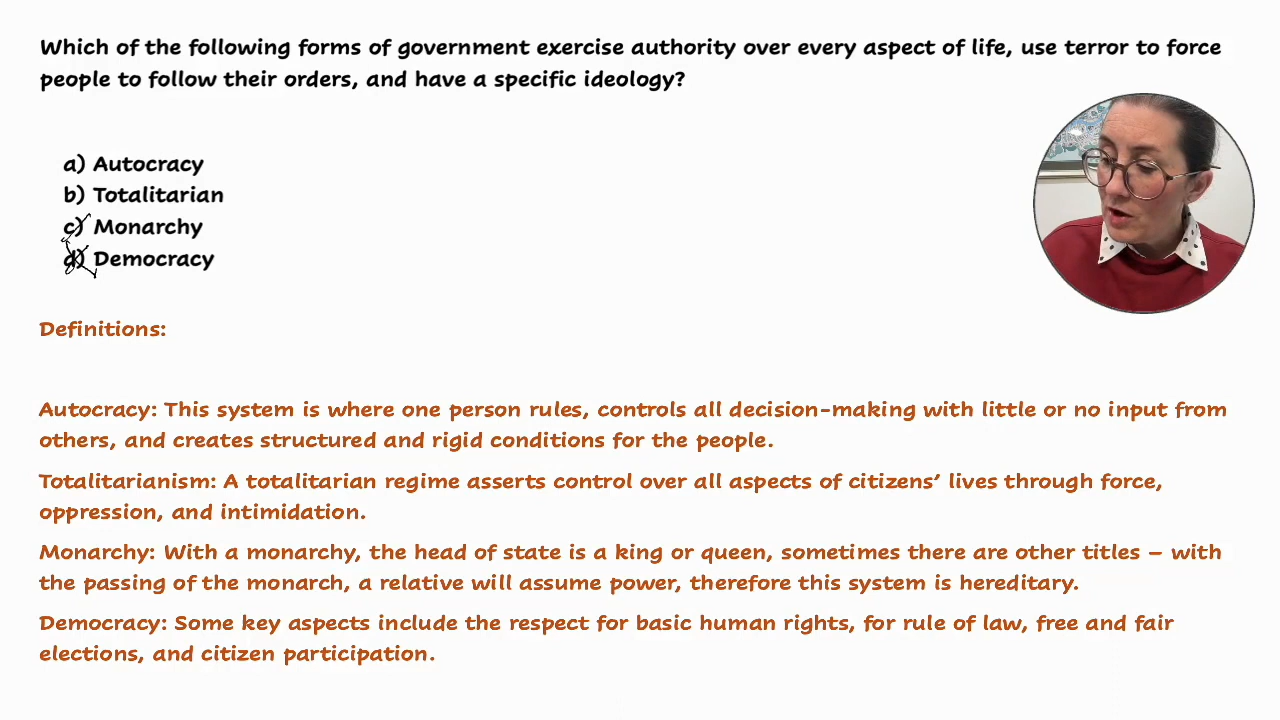 Which of the following forms of government exercise authority over every aspect of life, use terror to force
people to follow their orders, and have a specific ideology?
a) Autocracy
b) Totalitarian
c) Monarchy
d) Democracy
Definitions:
Autocracy: This system is where one person rules, controls all decision-making with little or no input from
others, and creates structured and rigid conditions for the people.
Totalitarianism: A totalitarian regime asserts control over all aspects of citizens’ lives through force,
oppression, and intimidation.
Monarchy: With a monarchy, the head of state is a king or queen, sometimes there are other titles – with
the passing of the monarch, a relative will assume power, therefore this system is hereditary.
Democracy: Some key aspects include the respect for basic human rights, for rule of law, free and fair
elections, and citizen participation.